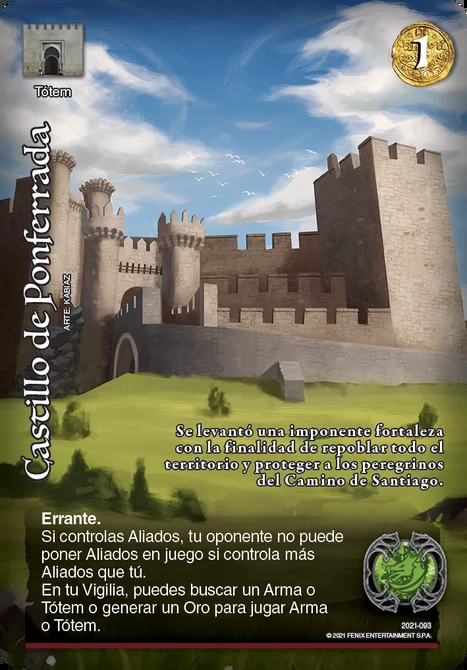 1
Tótem
Castillo de Ponferrada
ARTE: KABIAZ
Se levantó una imponente fortaleza
con la finalidad de repoblar todo el
territorio y proteger a los peregrinos
del Camino de Santiago.
Errante.
Si controlas Aliados, tu oponente no puede
poner Aliados en juego si controla más
Aliados que tú.
En tu Vigilia, puedes buscar un Arma o
Tótem o generar un Oro para jugar Arma
o Tótem.
2021-093
© 2021 FENIX ENTERTAINMENT S.P.A.